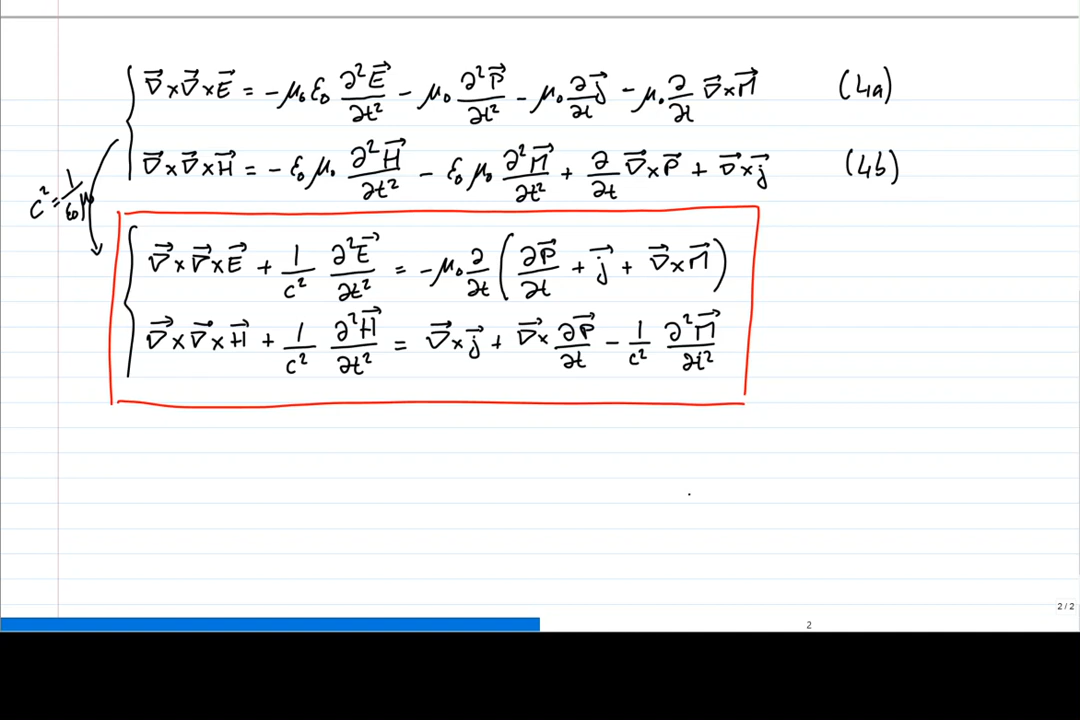 ∇⃗×∇⃗×E⃗ = -μ₀ε₀ ∂²E⃗/∂t² - μ₀ ∂²P⃗/∂t² - μ₀ ∂j⃗/∂t - μ₀ ∂/∂t ∇⃗×M⃗ (4a)
∇⃗×∇⃗×H⃗ = -ε₀μ₀ ∂²H⃗/∂t² - ε₀μ₀ ∂²M⃗/∂t² + ∂/∂t ∇⃗×P⃗ + ∇⃗×j⃗ (4b)
c² = 1/ε₀μ₀
∇⃗×∇⃗×E⃗ + 1/c² ∂²E⃗/∂t² = -μ₀ ∂/∂t (∂P⃗/∂t + j⃗ + ∇⃗×M⃗)
∇⃗×∇⃗×H⃗ + 1/c² ∂²H⃗/∂t² = ∇⃗×j⃗ + ∇⃗×∂P⃗/∂t - 1/c² ∂²M⃗/∂t²
2 / 2
2